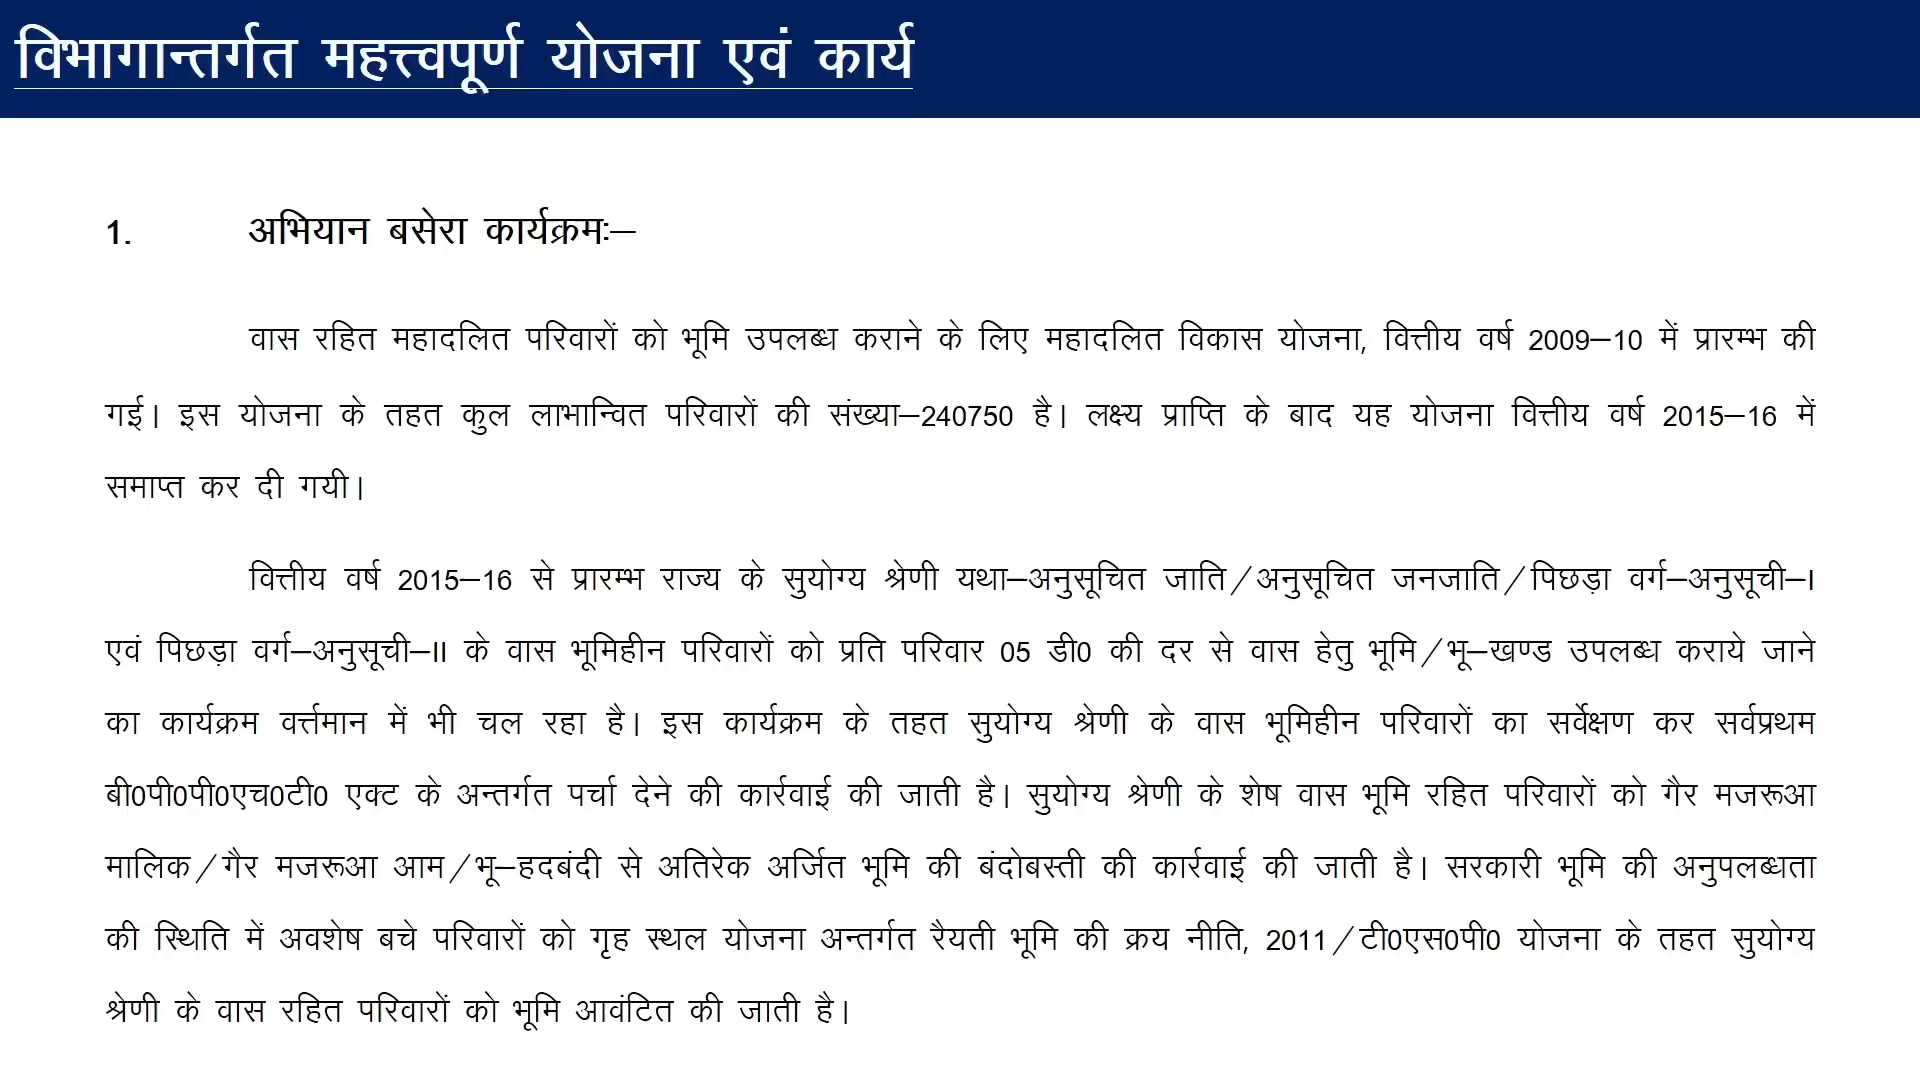 विभागान्तर्गत महत्त्वपूर्ण योजना एवं कार्य
1. अभियान बसेरा कार्यक्रमः–
वास रहित महादलित परिवारों को भूमि उपलब्ध कराने के लिए महादलित विकास योजना, वित्तीय वर्ष 2009–10 में प्रारम्भ की
गई। इस योजना के तहत कुल लाभान्वित परिवारों की संख्या–240750 है। लक्ष्य प्राप्ति के बाद यह योजना वित्तीय वर्ष 2015–16 में
समाप्त कर दी गयी।
वित्तीय वर्ष 2015–16 से प्रारम्भ राज्य के सुयोग्य श्रेणी यथा–अनुसूचित जाति/अनुसूचित जनजाति/पिछड़ा वर्ग–अनुसूची–I
एवं पिछड़ा वर्ग–अनुसूची–II के वास भूमिहीन परिवारों को प्रति परिवार 05 डी0 की दर से वास हेतु भूमि/भू–खण्ड उपलब्ध कराये जाने
का कार्यक्रम वर्त्तमान में भी चल रहा है। इस कार्यक्रम के तहत सुयोग्य श्रेणी के वास भूमिहीन परिवारों का सर्वेक्षण कर सर्वप्रथम
बी0पी0पी0एच0टी0 एक्ट के अन्तर्गत पर्चा देने की कार्रवाई की जाती है। सुयोग्य श्रेणी के शेष वास भूमि रहित परिवारों को गैर मजरूआ
मालिक/गैर मजरूआ आम/भू–हदबंदी से अतिरेक अर्जित भूमि की बंदोबस्ती की कार्रवाई की जाती है। सरकारी भूमि की अनुपलब्धता
की स्थिति में अवशेष बचे परिवारों को गृह स्थल योजना अन्तर्गत रैयती भूमि की क्रय नीति, 2011/टी0एस0पी0 योजना के तहत सुयोग्य
श्रेणी के वास रहित परिवारों को भूमि आवंटित की जाती है।